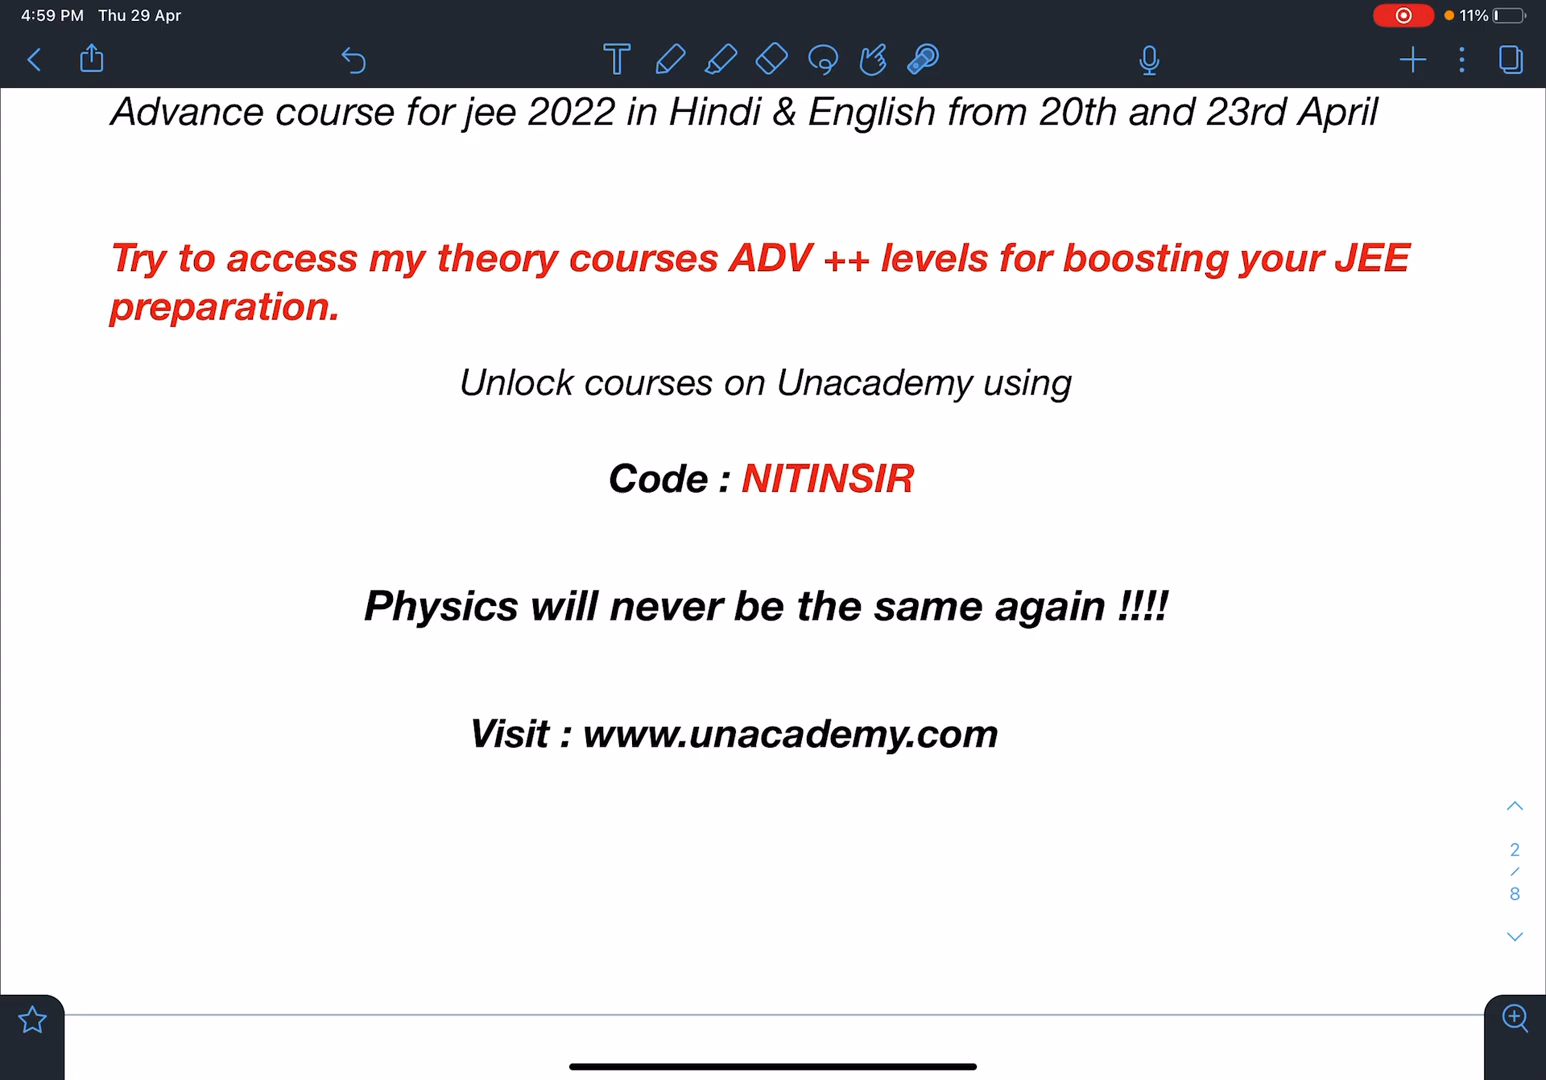 4:59 PM Thu 29 Apr
11%
Advance course for jee 2022 in Hindi & English from 20th and 23rd April
Try to access my theory courses ADV ++ levels for boosting your JEE
preparation.
Unlock courses on Unacademy using
Code : NITINSIR
Physics will never be the same again !!!!
Visit : www.unacademy.com
2
/
8